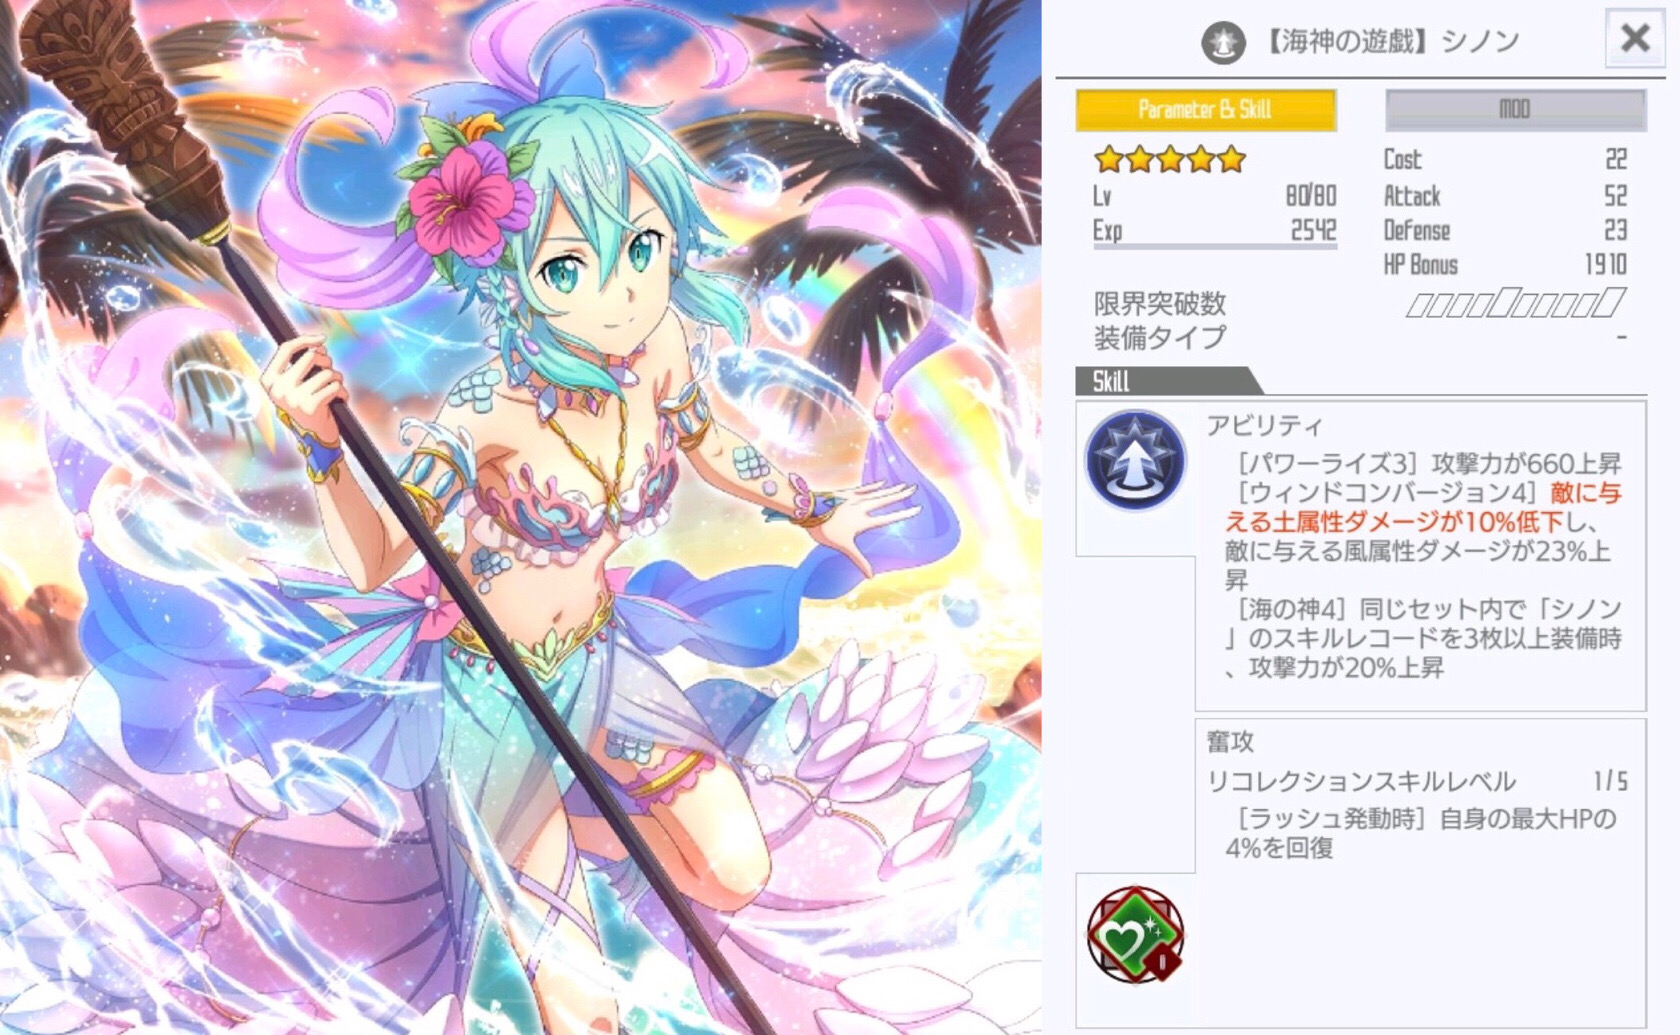 【海神の遊戯】シノン
Parameter & Skill
MOD
Lv 80/80
Exp 2542
Cost 22
Attack 52
Defense 23
HP Bonus 1910
限界突破数
装備タイプ -
Skill
アビリティ
［パワーライズ3］攻撃力が660上昇
［ウィンドコンバージョン4］敵に与
える土属性ダメージが10%低下し、
敵に与える風属性ダメージが23%上
昇
［海の神4］同じセット内で「シノン
」のスキルレコードを3枚以上装備時
、攻撃力が20%上昇
奮攻
リコレクションスキルレベル 1/5
［ラッシュ発動時］自身の最大HPの
4%を回復
0